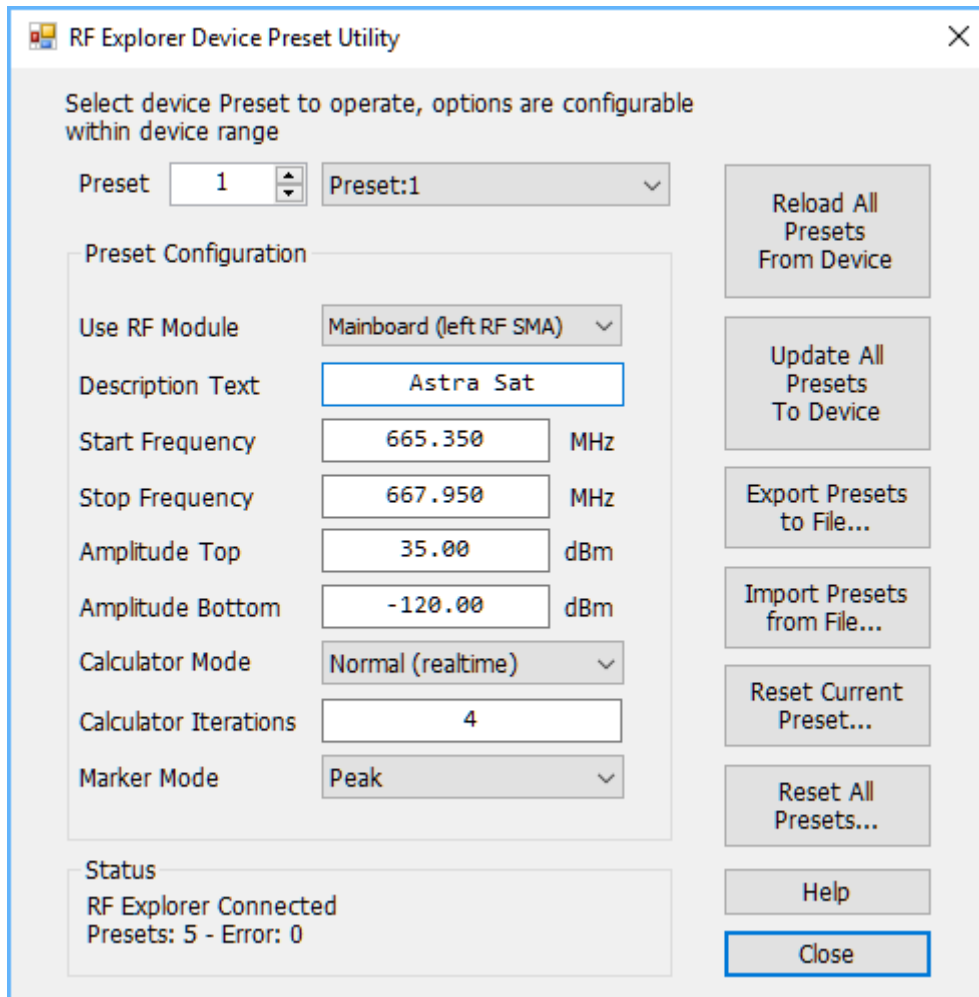 RF Explorer Device Preset Utility
Select device Preset to operate, options are configurable
within device range
Preset 1 Preset:1
Reload All
Presets
From Device
Preset Configuration
Use RF Module Mainboard (left RF SMA)
Description Text Astra Sat
Start Frequency 665.350 MHz
Stop Frequency 667.950 MHz
Amplitude Top 35.00 dBm
Amplitude Bottom -120.00 dBm
Calculator Mode Normal (realtime)
Calculator Iterations 4
Marker Mode Peak
Update All
Presets
To Device
Export Presets
to File...
Import Presets
from File...
Reset Current
Preset...
Reset All
Presets...
Status
RF Explorer Connected
Presets: 5 - Error: 0
Help
Close